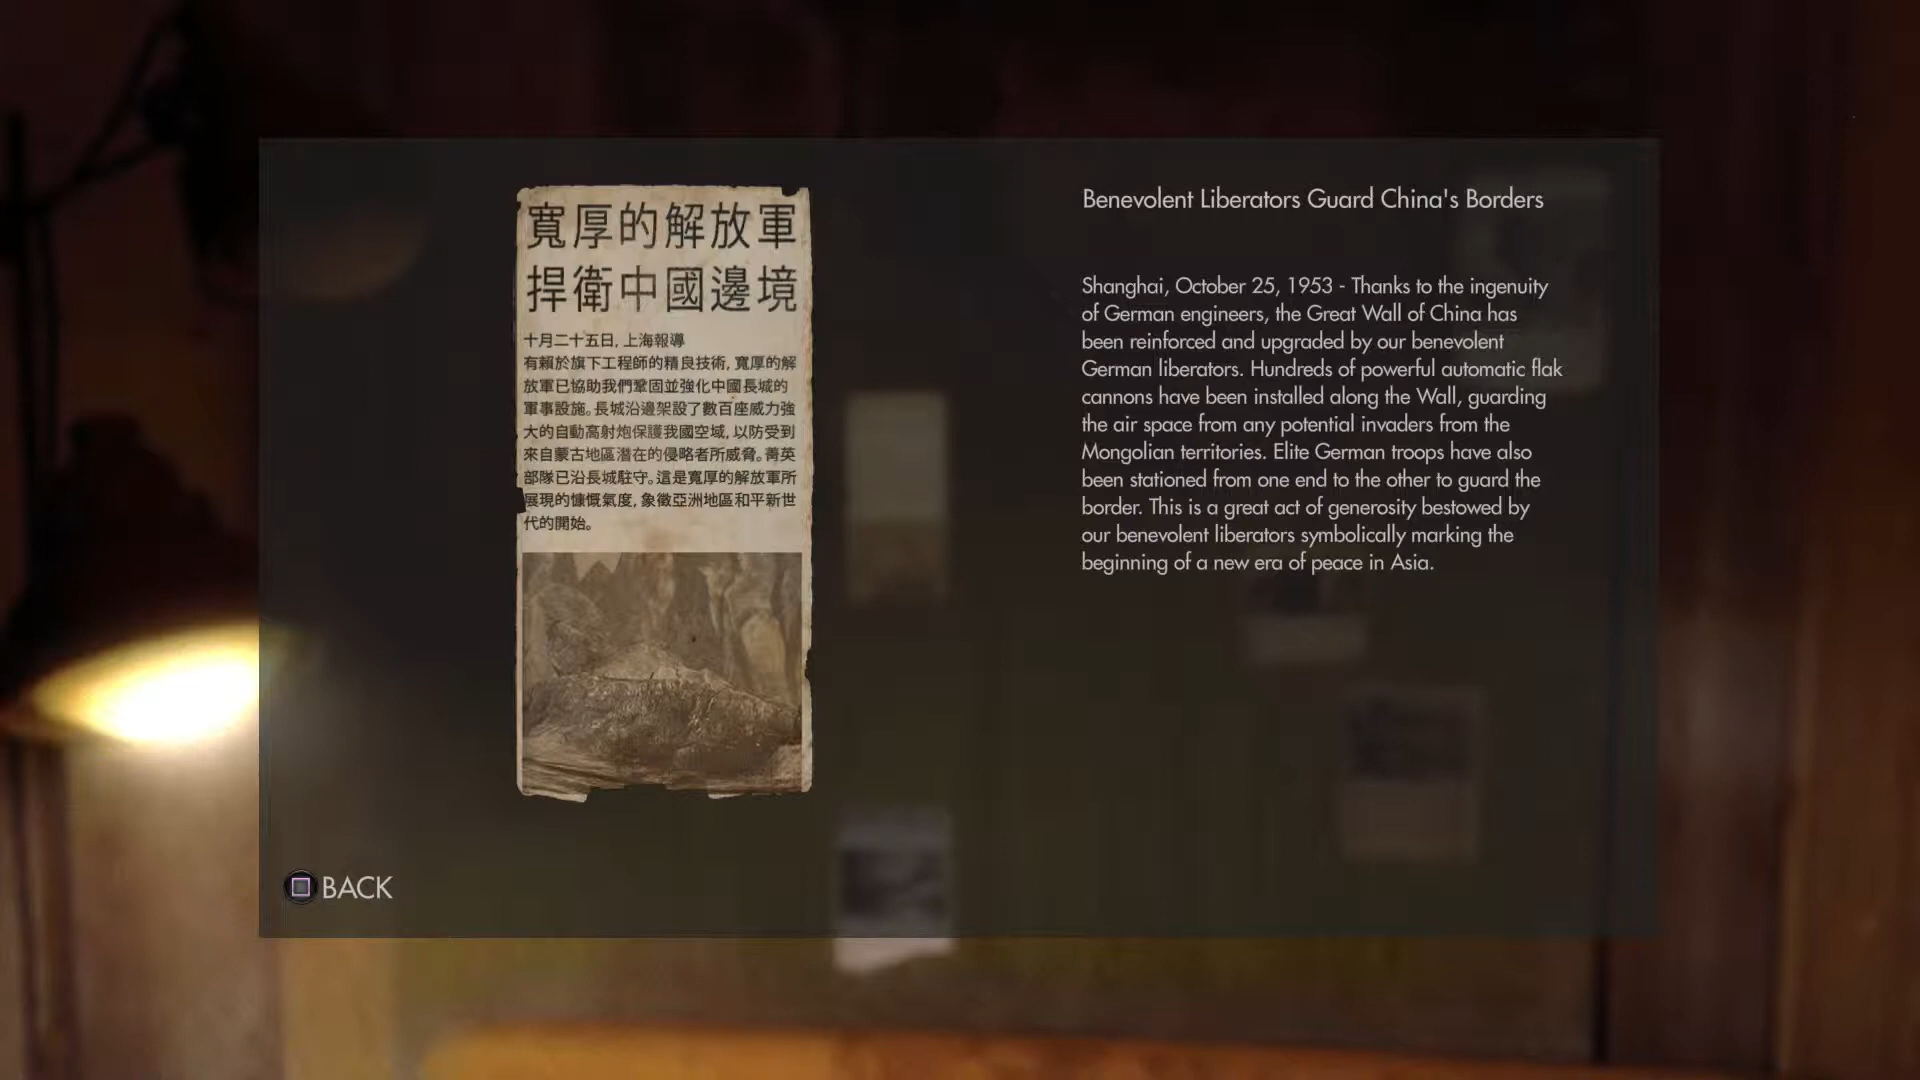 寬厚的解放軍
捍衛中國邊境
十月二十五日, 上海報導
有賴於旗下工程師的精良技術, 寬厚的解
放軍已協助我們鞏固並強化中國長城的
軍事設施。長城沿邊架設了數百座威力強
大的自動高射炮保護我國空域, 以防受到
來自蒙古地區潛在的侵略者所威脅。菁英
部隊已沿長城駐守。這是寬厚的解放軍所
展現的慷慨氣度, 象徵亞洲地區和平新世
代的開始。
Benevolent Liberators Guard China's Borders
Shanghai, October 25, 1953 - Thanks to the ingenuity
of German engineers, the Great Wall of China has
been reinforced and upgraded by our benevolent
German liberators. Hundreds of powerful automatic flak
cannons have been installed along the Wall, guarding
the air space from any potential invaders from the
Mongolian territories. Elite German troops have also
been stationed from one end to the other to guard the
border. This is a great act of generosity bestowed by
our benevolent liberators symbolically marking the
beginning of a new era of peace in Asia.
BACK